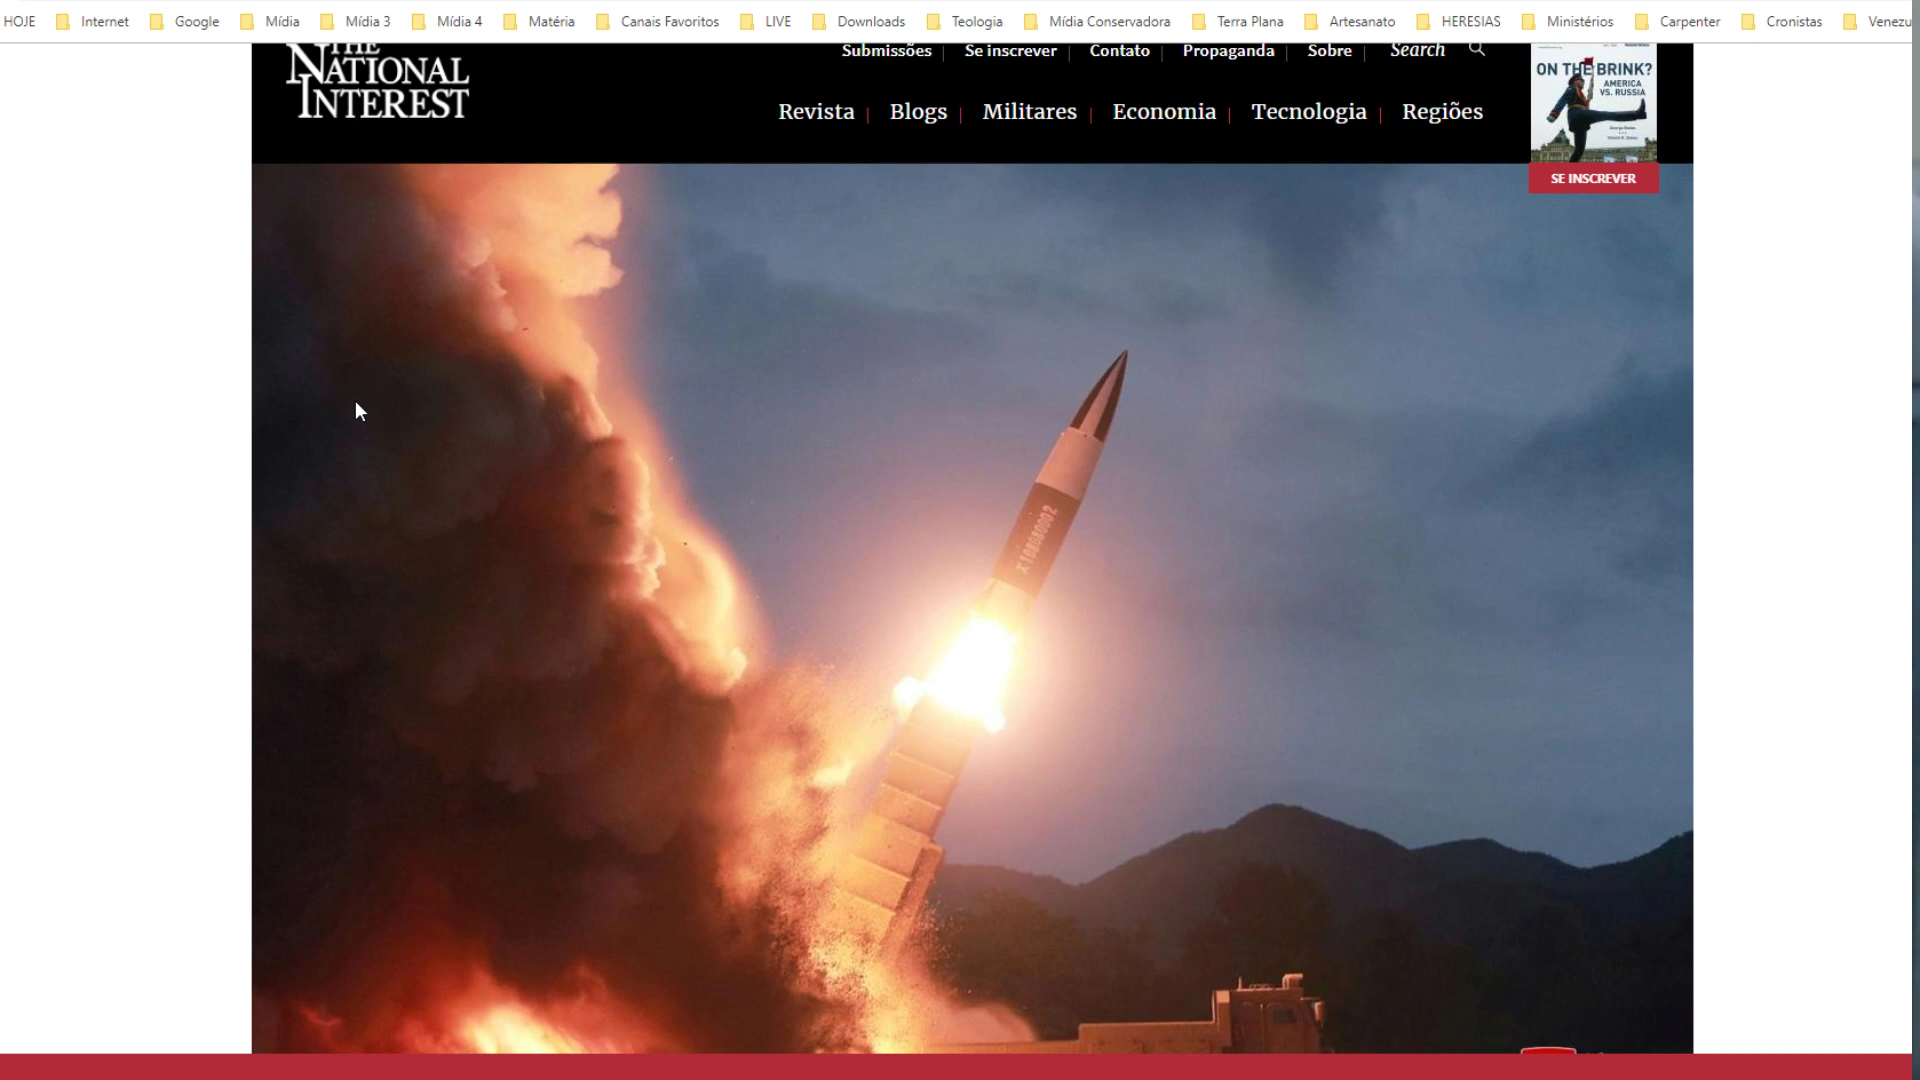 HOJE Internet Google Mídia Mídia 3 Mídia 4 Matéria Canais Favoritos LIVE Downloads Teologia Mídia Conservadora Terra Plana Artesanato HERESIAS Ministérios Carpenter Cronistas Venezu
THE
NATIONAL
INTEREST
Submissões Se inscrever Contato Propaganda Sobre Search
Revista Blogs Militares Economia Tecnologia Regiões
ON THE BRINK?
AMERICA
VS. RUSSIA
SE INSCREVER